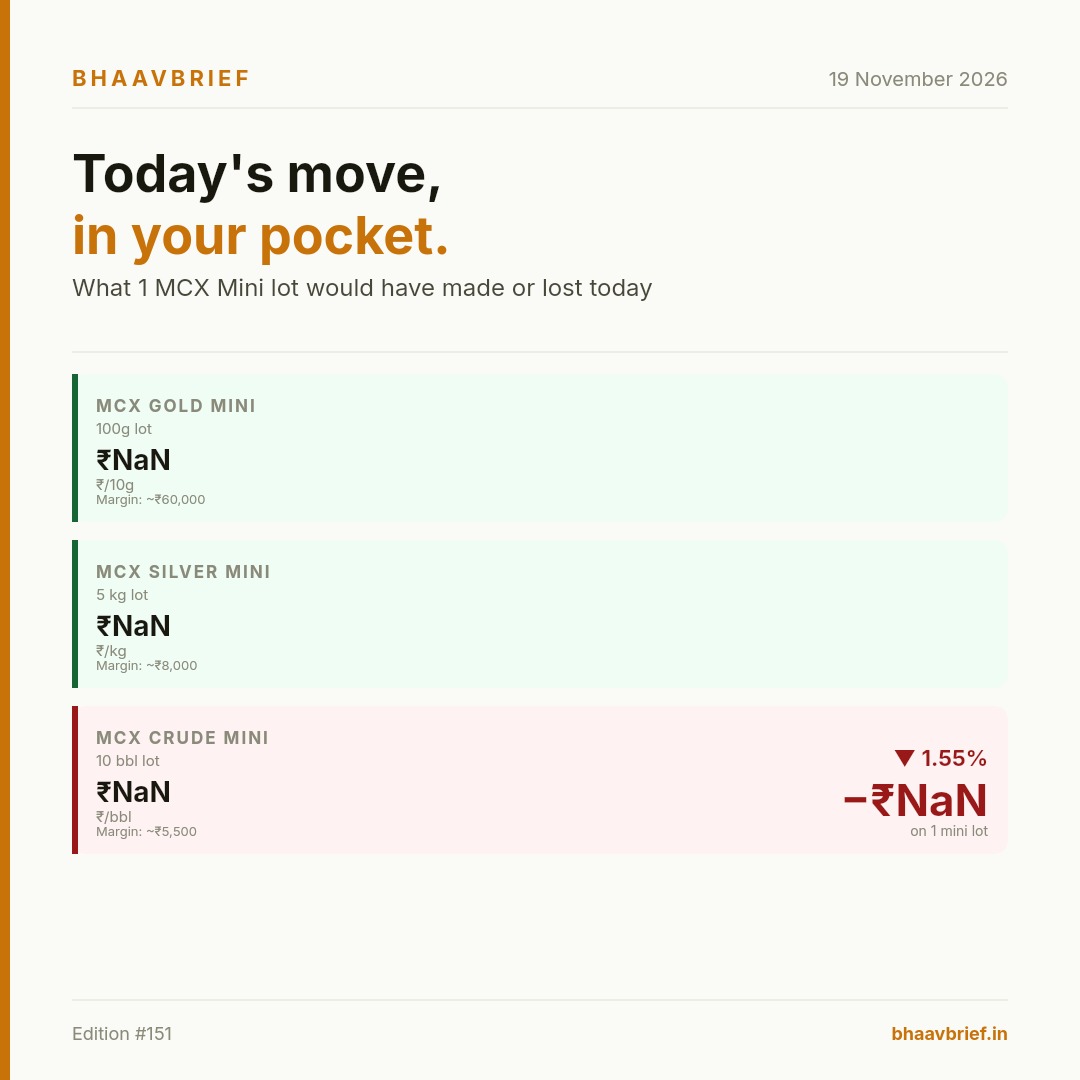 BHAAVBRIEF
19 November 2026
Today's move,
in your pocket.
What 1 MCX Mini lot would have made or lost today
MCX GOLD MINI
100g lot
₹NaN
₹/10g
Margin: ~₹60,000
MCX SILVER MINI
5 kg lot
₹NaN
₹/kg
Margin: ~₹8,000
MCX CRUDE MINI
10 bbl lot
₹NaN
₹/bbl
Margin: ~₹5,500
▼ 1.55%
−₹NaN
on 1 mini lot
Edition #151
bhaavbrief.in